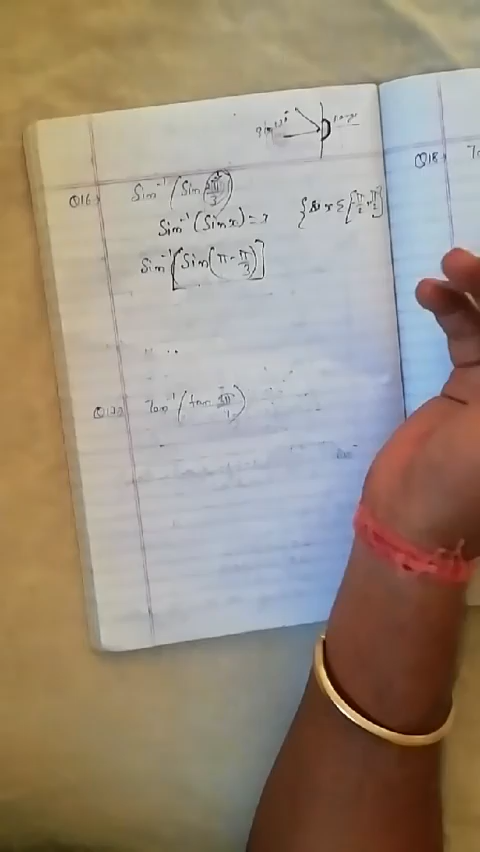 range
Q16) Sin⁻¹(Sin 2π/3)
Sin⁻¹(Sin x) = x { x ∈ [-π/2, π/2]
Sin⁻¹[Sin(π - π/3)]
Q17) Tan⁻¹(tan 3π/4)
Q18)